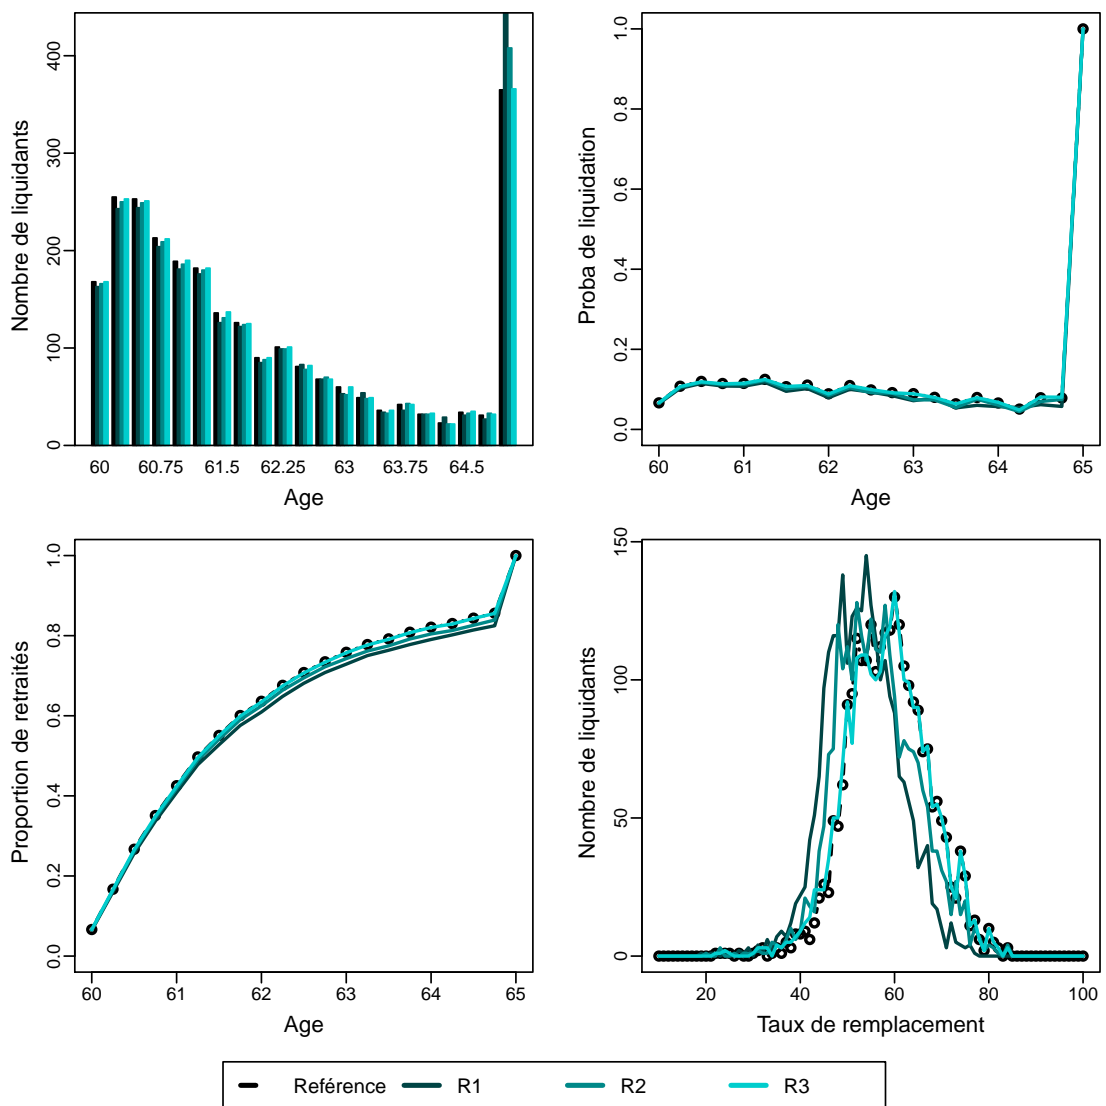 Nombre de liquidants
0 100 200 300 400
60 60.75 61.5 62.25 63 63.75 64.5
Age
Proba de liquidation
0.0 0.2 0.4 0.6 0.8 1.0
60 61 62 63 64 65
Age
Proportion de retraités
0.0 0.2 0.4 0.6 0.8 1.0
60 61 62 63 64 65
Age
Nombre de liquidants
0 50 100 150
20 40 60 80 100
Taux de remplacement
Reférence R1 R2 R3